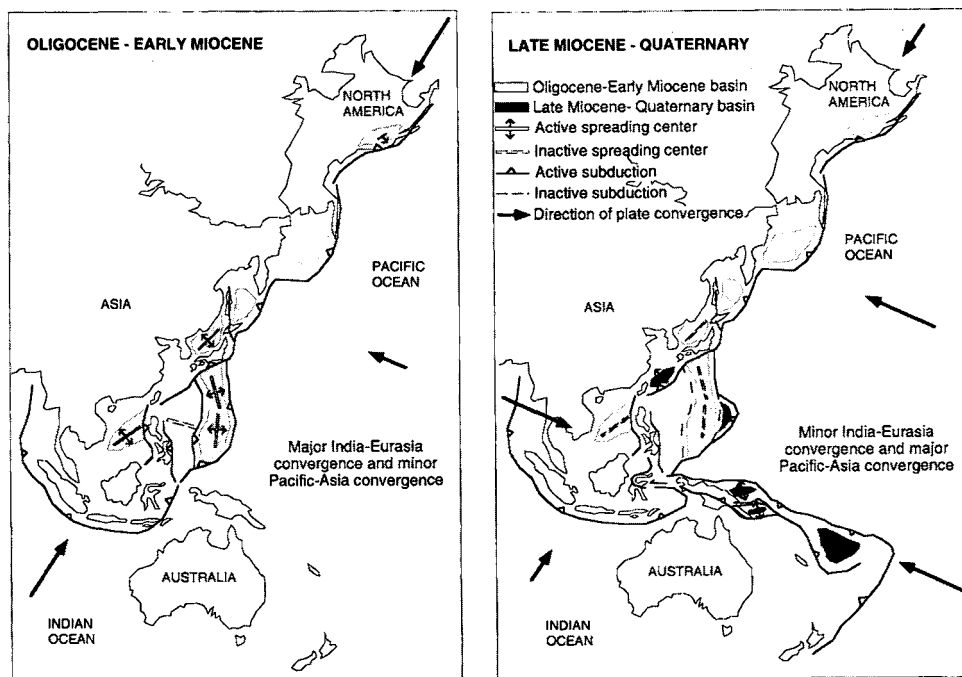 OLIGOCENE - EARLY MIOCENE
NORTH
AMERICA
PACIFIC
OCEAN
ASIA
Major India-Eurasia
convergence and minor
Pacific-Asia convergence
AUSTRALIA
INDIAN
OCEAN
LATE MIOCENE - QUATERNARY
NORTH
AMERICA
Oligocene-Early Miocene basin
Late Miocene- Quaternary basin
Active spreading center
Inactive spreading center
Active subduction
Inactive subduction
Direction of plate convergence
PACIFIC
OCEAN
ASIA
Minor India-Eurasia
convergence and major
Pacific-Asia convergence
AUSTRALIA
INDIAN
OCEAN